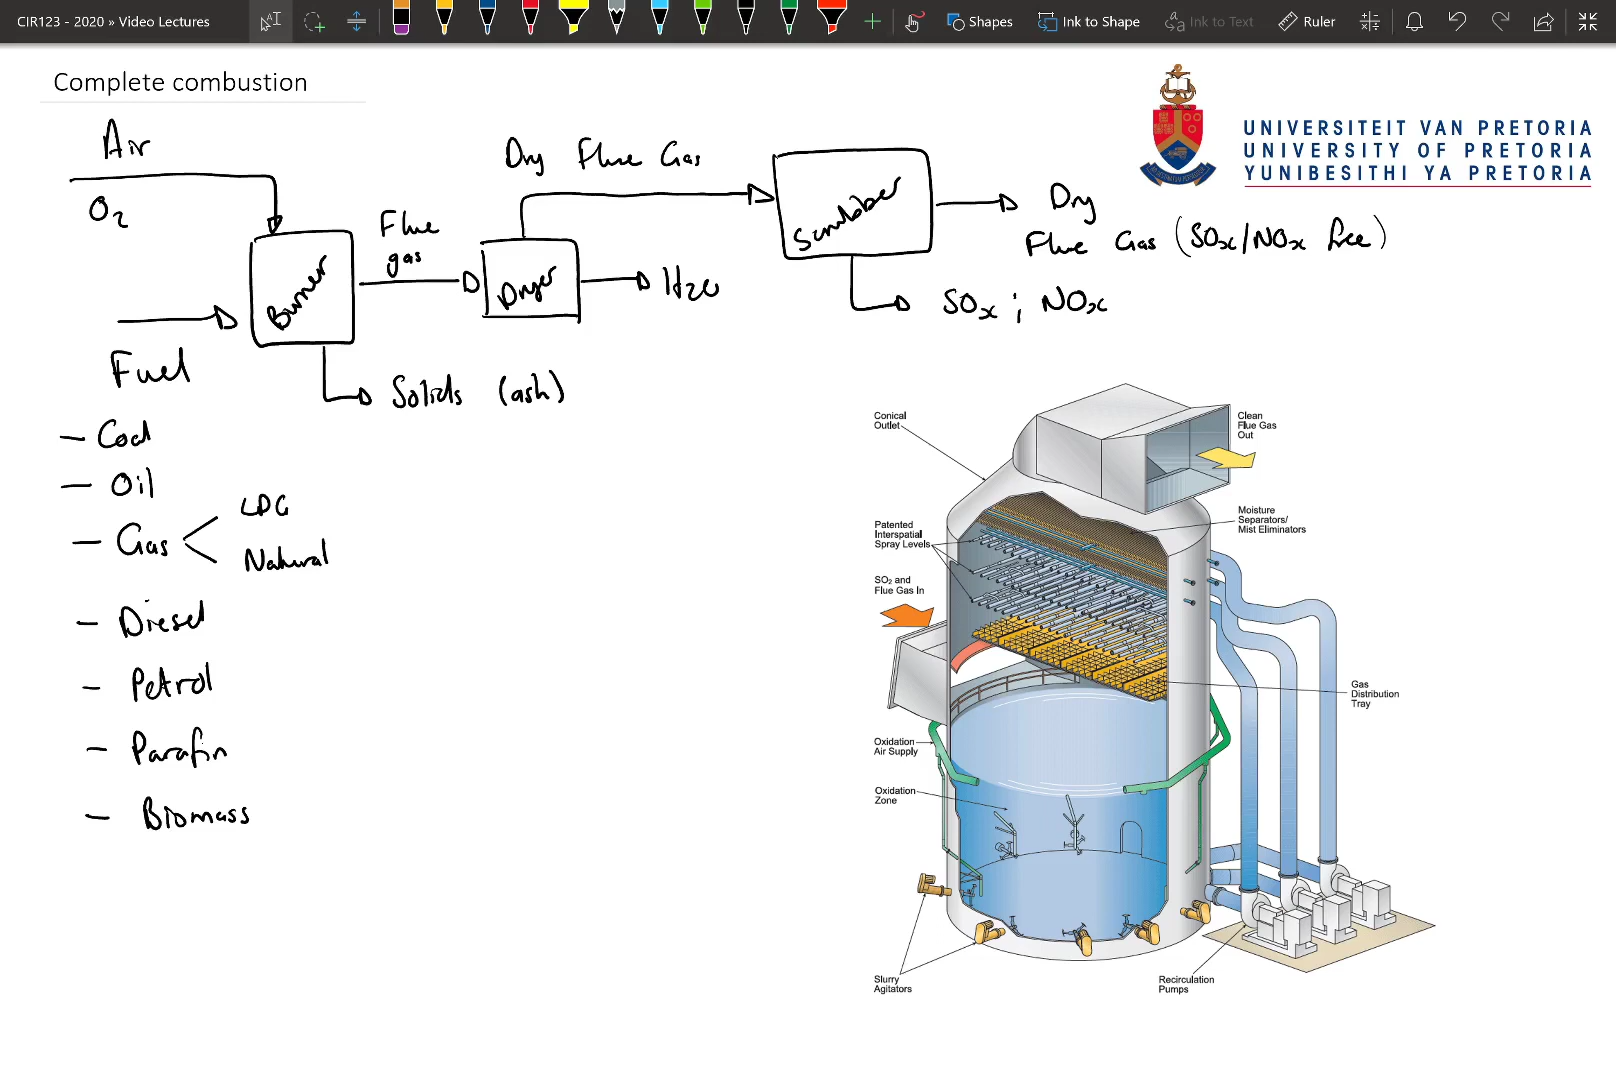 CIR123 - 2020 » Video Lectures
Shapes
Ink to Shape
Ink to Text
Ruler
Complete combustion
UNIVERSITEIT VAN PRETORIA
UNIVERSITY OF PRETORIA
YUNIBESITHI YA PRETORIA
Air
O2
Fuel
Burner
Flue
gas
Solids (ash)
Dryer
H2O
Dry Flue Gas
Scrubber
Dry
Flue Gas (SOx/NOx free)
SOx ; NOx
- Coal
- Oil
- Gas
LPG
Natural
- Diesel
- Petrol
- Parafin
- Biomass
Conical
Outlet
Clean
Flue Gas
Out
Patented
Interspatial
Spray Levels
Moisture
Separators/
Mist Eliminators
SO2 and
Flue Gas In
Gas
Distribution
Tray
Oxidation
Air Supply
Oxidation
Zone
Slurry
Agitators
Recirculation
Pumps